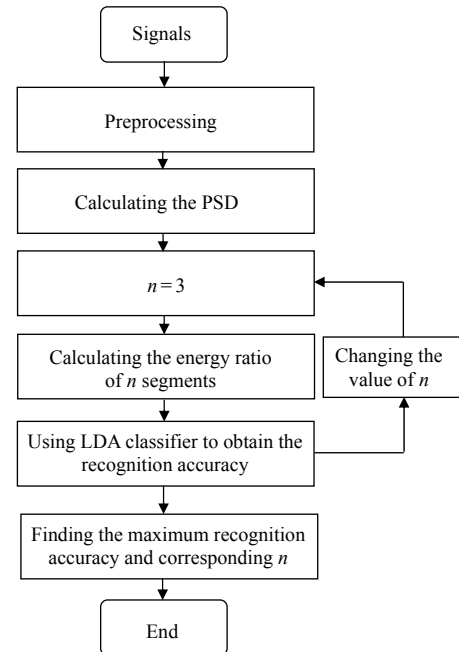 Signals
Preprocessing
Calculating the PSD
n = 3
Calculating the energy ratio
of n segments
Changing the
value of n
Using LDA classifier to obtain the
recognition accuracy
Finding the maximum recognition
accuracy and corresponding n
End